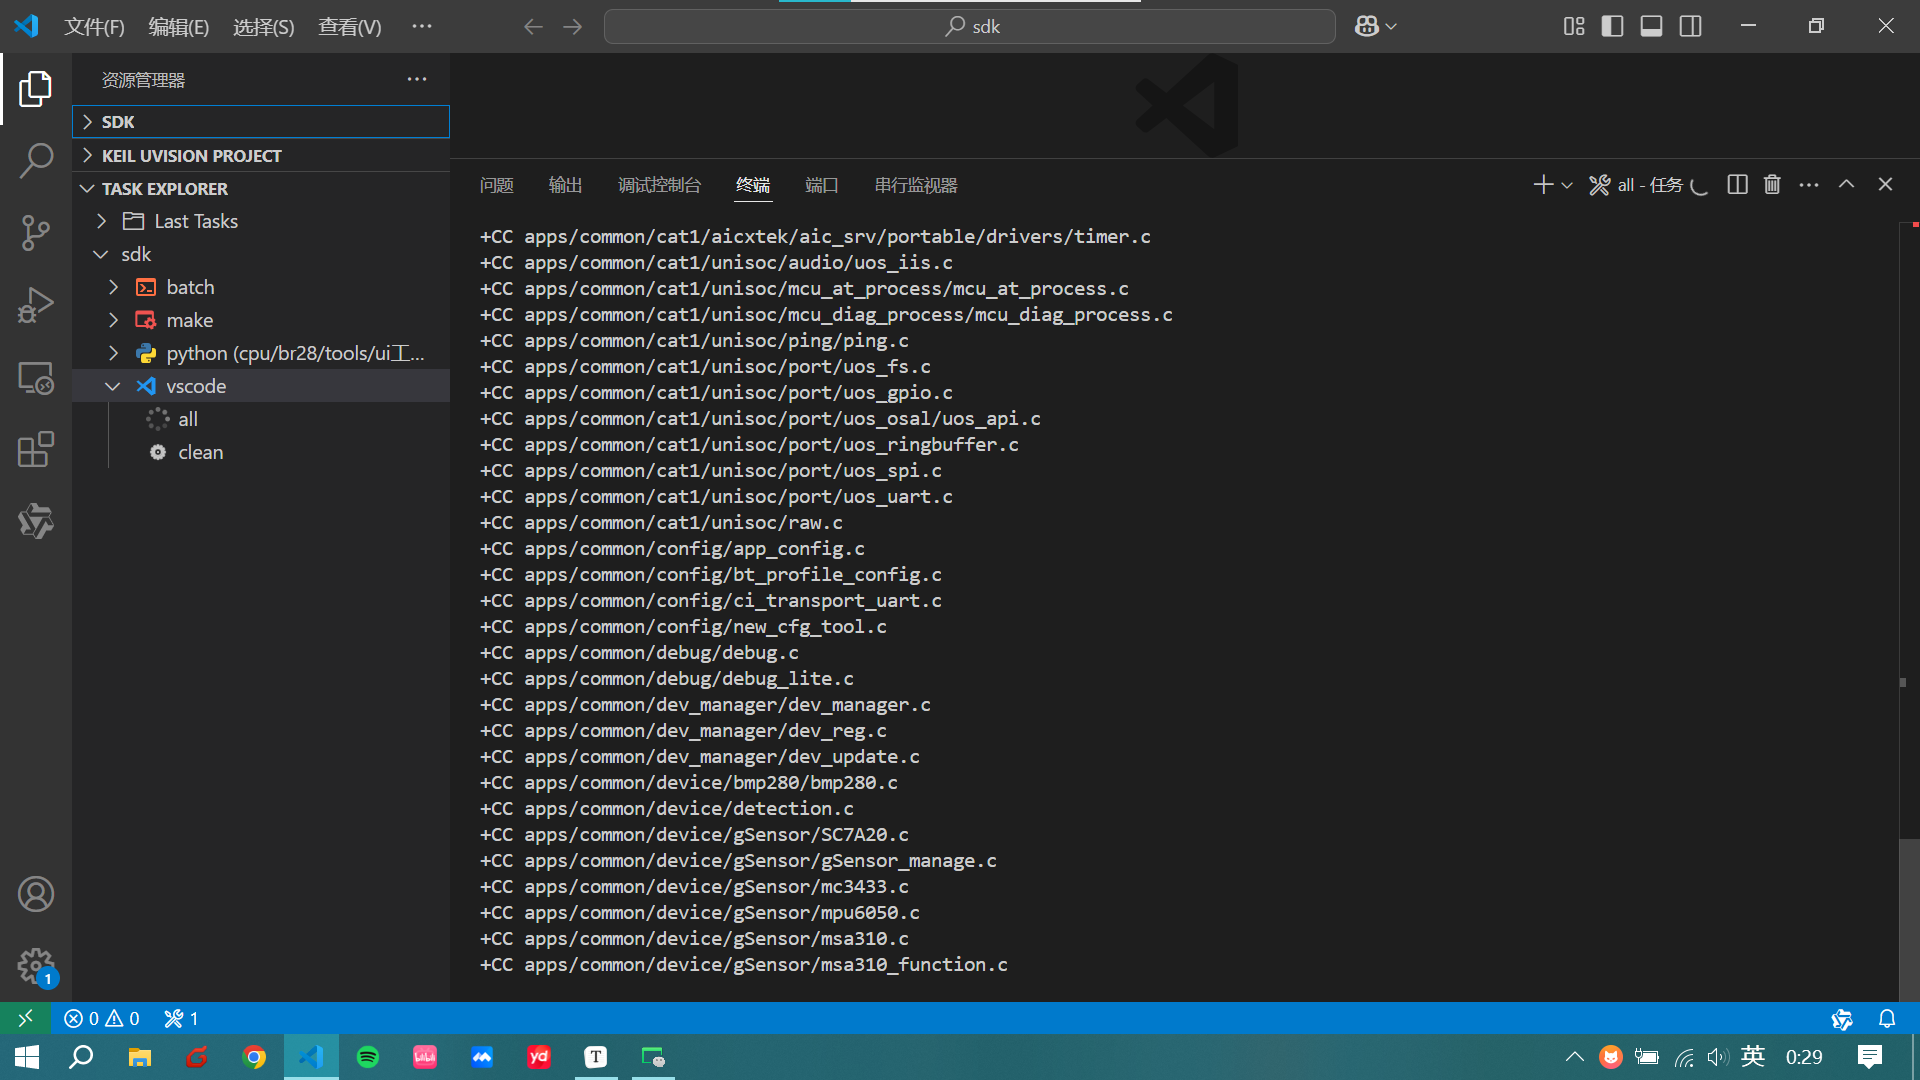 文件(F) 编辑(E) 选择(S) 查看(V) ···
sdk
资源管理器
SDK
KEIL UVISION PROJECT
TASK EXPLORER
Last Tasks
sdk
batch
make
python (cpu/br28/tools/ui工...
vscode
all
clean
问题 输出 调试控制台 终端 端口 串行监视器
all - 任务
+CC apps/common/cat1/aicxtek/aic_srv/portable/drivers/timer.c
+CC apps/common/cat1/unisoc/audio/uos_iis.c
+CC apps/common/cat1/unisoc/mcu_at_process/mcu_at_process.c
+CC apps/common/cat1/unisoc/mcu_diag_process/mcu_diag_process.c
+CC apps/common/cat1/unisoc/ping/ping.c
+CC apps/common/cat1/unisoc/port/uos_fs.c
+CC apps/common/cat1/unisoc/port/uos_gpio.c
+CC apps/common/cat1/unisoc/port/uos_osal/uos_api.c
+CC apps/common/cat1/unisoc/port/uos_ringbuffer.c
+CC apps/common/cat1/unisoc/port/uos_spi.c
+CC apps/common/cat1/unisoc/port/uos_uart.c
+CC apps/common/cat1/unisoc/raw.c
+CC apps/common/config/app_config.c
+CC apps/common/config/bt_profile_config.c
+CC apps/common/config/ci_transport_uart.c
+CC apps/common/config/new_cfg_tool.c
+CC apps/common/debug/debug.c
+CC apps/common/debug/debug_lite.c
+CC apps/common/dev_manager/dev_manager.c
+CC apps/common/dev_manager/dev_reg.c
+CC apps/common/dev_manager/dev_update.c
+CC apps/common/device/bmp280/bmp280.c
+CC apps/common/device/detection.c
+CC apps/common/device/gSensor/SC7A20.c
+CC apps/common/device/gSensor/gSensor_manage.c
+CC apps/common/device/gSensor/mc3433.c
+CC apps/common/device/gSensor/mpu6050.c
+CC apps/common/device/gSensor/msa310.c
+CC apps/common/device/gSensor/msa310_function.c
1
0 0 1
yd
T
英
0:29